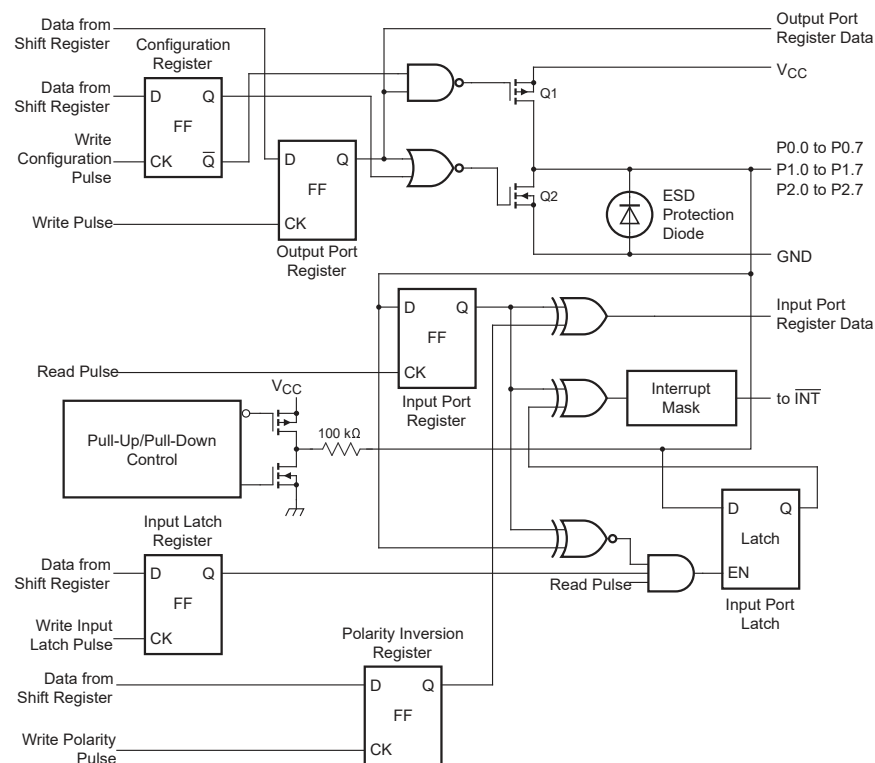 Data from
Shift Register
Output Port
Register Data
Configuration
Register
VCC
Q1
Data from
Shift Register
D
Q
FF
Write
Configuration
Pulse
CK
Q
D
Q
FF
CK
Q2
P0.0 to P0.7
P1.0 to P1.7
P2.0 to P2.7
ESD
Protection
Diode
Write Pulse
Output Port
Register
GND
D
Q
FF
CK
Input Port
Register Data
Read Pulse
Input Port
Register
Interrupt
Mask
to INT
VCC
Pull-Up/Pull-Down
Control
100 kΩ
D
Q
Latch
EN
Input Port
Latch
Input Latch
Register
Data from
Shift Register
D
Q
FF
Read Pulse
Write Input
Latch Pulse
CK
Polarity Inversion
Register
Data from
Shift Register
D
Q
FF
Write Polarity
Pulse
CK